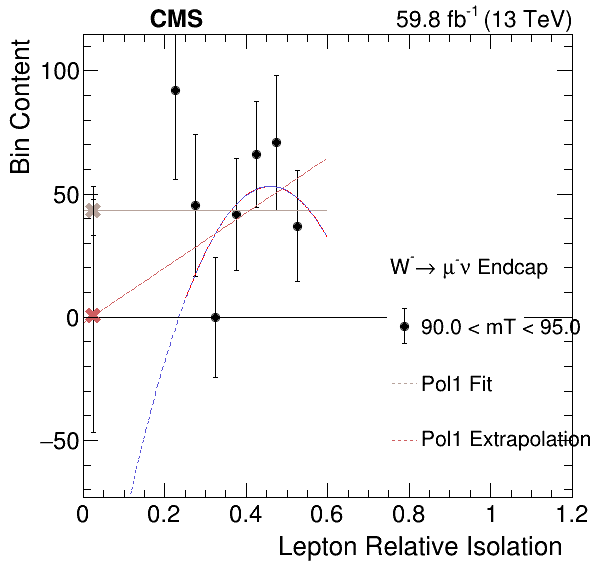 CMS 59.8 fb⁻¹ (13 TeV)
Bin Content
100
50
0
−50
W⁻→ μ⁻ν Endcap
90.0 < mT < 95.0
Pol1 Fit
Pol1 Extrapolation
0 0.2 0.4 0.6 0.8 1 1.2
Lepton Relative Isolation